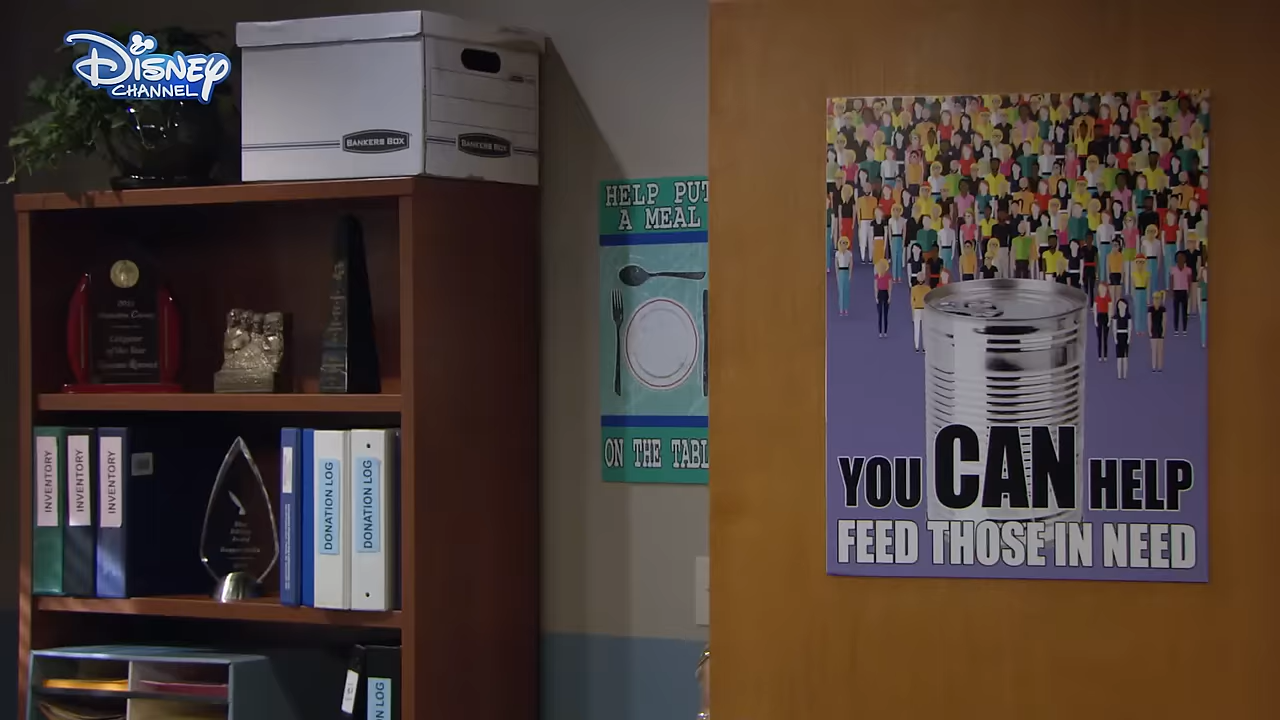 DISNEY
CHANNEL
BANKERS BOX
BANKERS BOX
HELP PUT
A MEAL
ON THE TABL
INVENTORY
INVENTORY
INVENTORY
DONATION LOG
DONATION LOG
ON LOG
YOU CAN HELP
FEED THOSE IN NEED